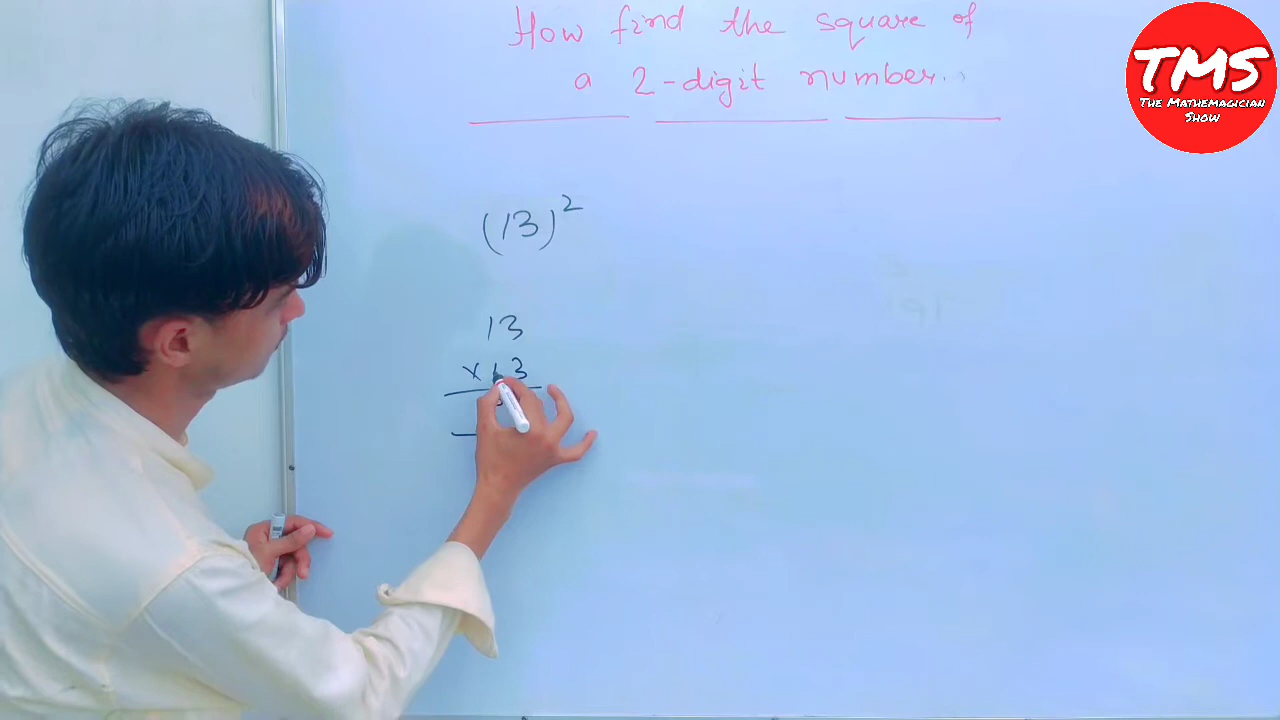 How find the square of
a 2-digit number..
TMS
The Mathemagician
Show
(13)²
13
x 13